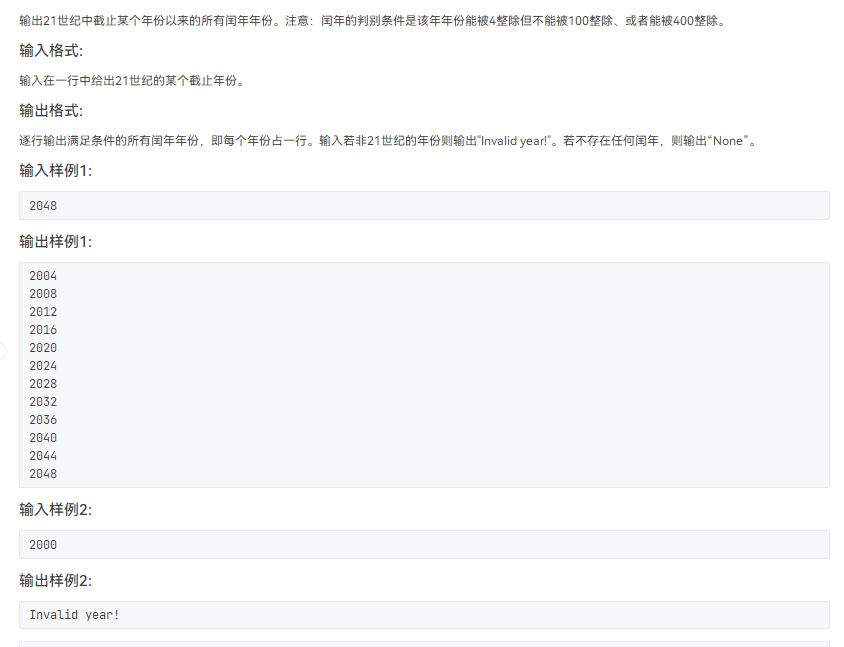 输出21世纪中截止某个年份以来的所有闰年年份。注意：闰年的判别条件是该年年份能被4整除但不能被100整除、或者能被400整除。
输入格式:
输入在一行中给出21世纪的某个截止年份。
输出格式:
逐行输出满足条件的所有闰年年份，即每个年份占一行。输入若非21世纪的年份则输出"Invalid year!"。若不存在任何闰年，则输出“None”。
输入样例1:
2048
输出样例1:
2004
2008
2012
2016
2020
2024
2028
2032
2036
2040
2044
2048
输入样例2:
2000
输出样例2:
Invalid year!